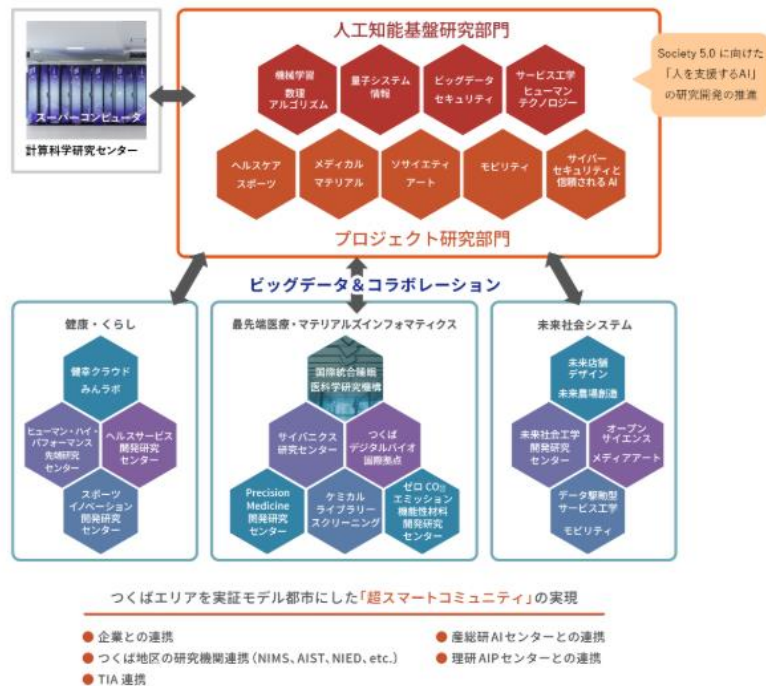 人工知能基盤研究部門
機械学習
数理
アルゴリズム
量子システム
情報
ビッグデータ
セキュリティ
サービス工学
ヒューマン
テクノロジー
Society 5.0 に向けた
「人を支援するAI」
の研究開発の推進
スーパーコンピュータ
計算科学研究センター
ヘルスケア
スポーツ
メディカル
マテリアル
ソサイエティ
アート
モビリティ
サイバー
セキュリティと
信頼される AI
プロジェクト研究部門
ビッグデータ&コラボレーション
健康・くらし
健幸クラウド
みんラボ
ヒューマン・ハイ・
パフォーマンス
先端研究
センター
ヘルスサービス
開発研究
センター
スポーツ
イノベーション
開発研究
センター
最先端医療・マテリアルズインフォマティクス
国際統合睡眠
医科学研究機構
サイバニクス
研究センター
つくば
デジタルバイオ
国際拠点
Precision
Medicine
開発研究
センター
ケミカル
ライブラリー
スクリーニング
ゼロ CO₂
エミッション
機能性材料
開発研究
センター
未来社会システム
未来店舗
デザイン
未来農場創造
未来社会工学
開発研究
センター
オープン
サイエンス
メディアアート
データ駆動型
サービス工学
モビリティ
つくばエリアを実証モデル都市にした「超スマートコミュニティ」の実現
● 企業との連携
● つくば地区の研究機関連携(NIMS、AIST、NIED、etc.)
● TIA 連携
● 産総研AIセンターとの連携
● 理研AIPセンターとの連携